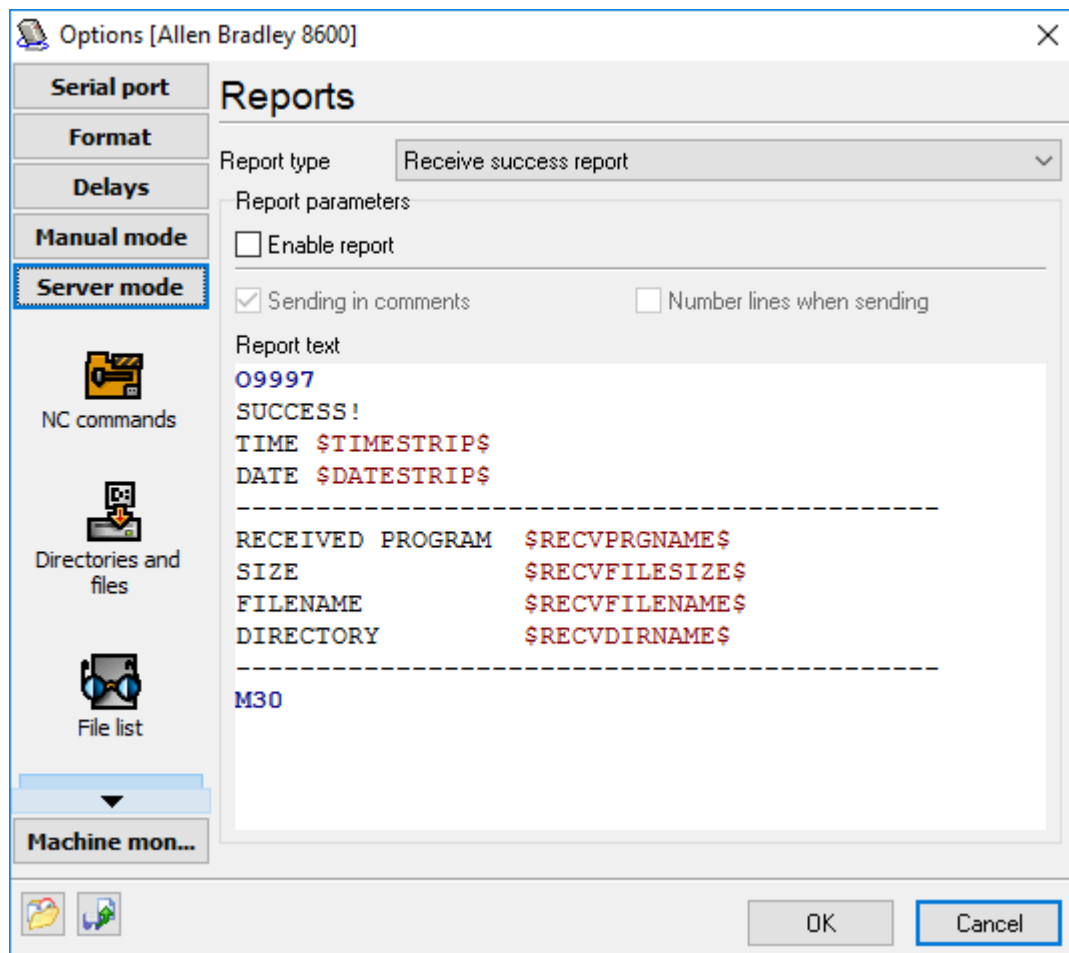 Options [Allen Bradley 8600]
Serial port
Format
Delays
Manual mode
Server mode
NC commands
D:
Directories and
files
File list
Machine mon...
Reports
Report type
Receive success report
Report parameters
Enable report
Sending in comments
Number lines when sending
Report text
O9997
SUCCESS!
TIME $TIMESTRIP$
DATE $DATESTRIP$
--------------------------------------------
RECEIVED PROGRAM  $RECVPRGNAME$
SIZE              $RECVFILESIZE$
FILENAME          $RECVFILENAME$
DIRECTORY         $RECVDIRNAME$
--------------------------------------------
M30
OK
Cancel